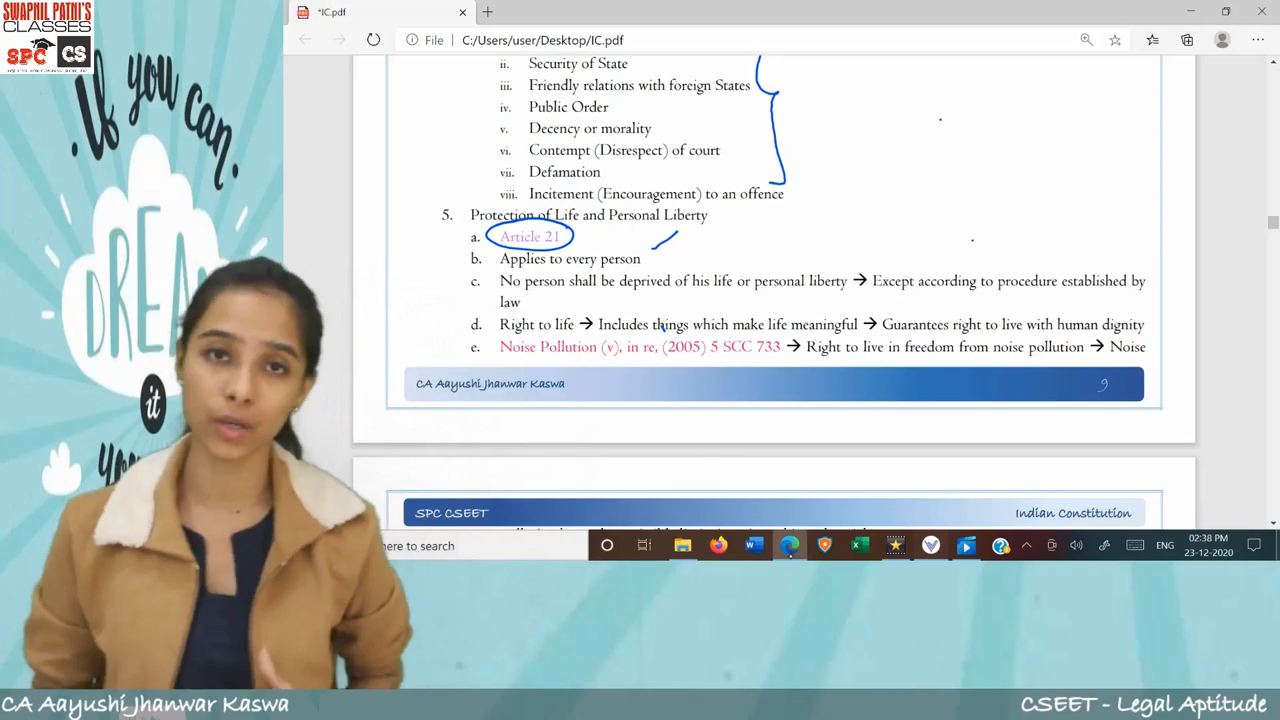 SWAPNIL PATNI'S
CLASSES
SPC CS
If you can.
DREAM
it
you
*IC.pdf
File C:/Users/user/Desktop/IC.pdf
ii. Security of State
iii. Friendly relations with foreign States
iv. Public Order
v. Decency or morality
vi. Contempt (Disrespect) of court
vii. Defamation
viii. Incitement (Encouragement) to an offence
5. Protection of Life and Personal Liberty
a. Article 21
b. Applies to every person
c. No person shall be deprived of his life or personal liberty → Except according to procedure established by
law
d. Right to life → Includes things which make life meaningful → Guarantees right to live with human dignity
e. Noise Pollution (v), in re, (2005) 5 SCC 733 → Right to live in freedom from noise pollution → Noise
CA Aayushi Jhanwar Kaswa 9
SPC CSEET Indian Constitution
here to search
ENG
02:38 PM
23-12-2020
CA Aayushi Jhanwar Kaswa
CSEET - Legal Aptitude